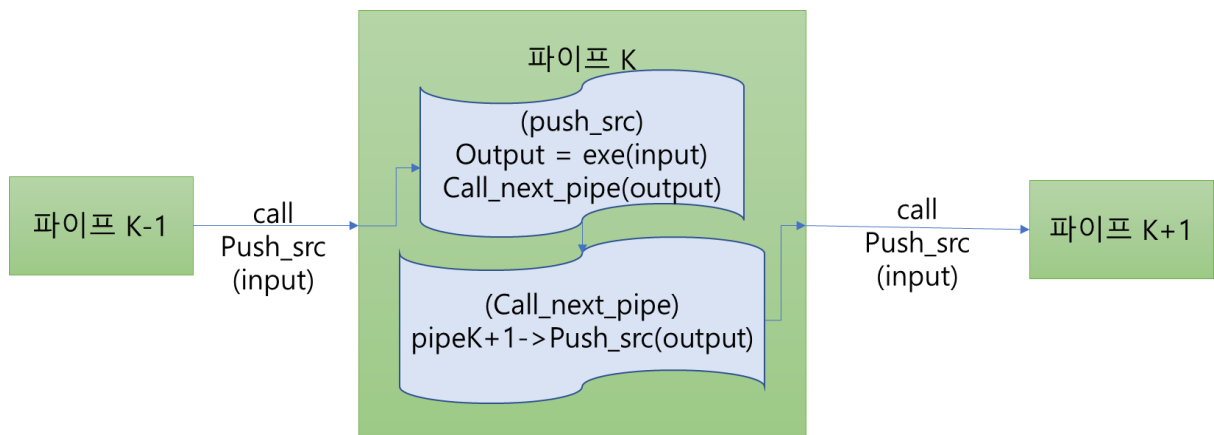 파이프 K
(push_src)
Output = exe(input)
Call_next_pipe(output)
파이프 K-1
call
Push_src
(input)
(Call_next_pipe)
pipeK+1->Push_src(output)
call
Push_src
(input)
파이프 K+1